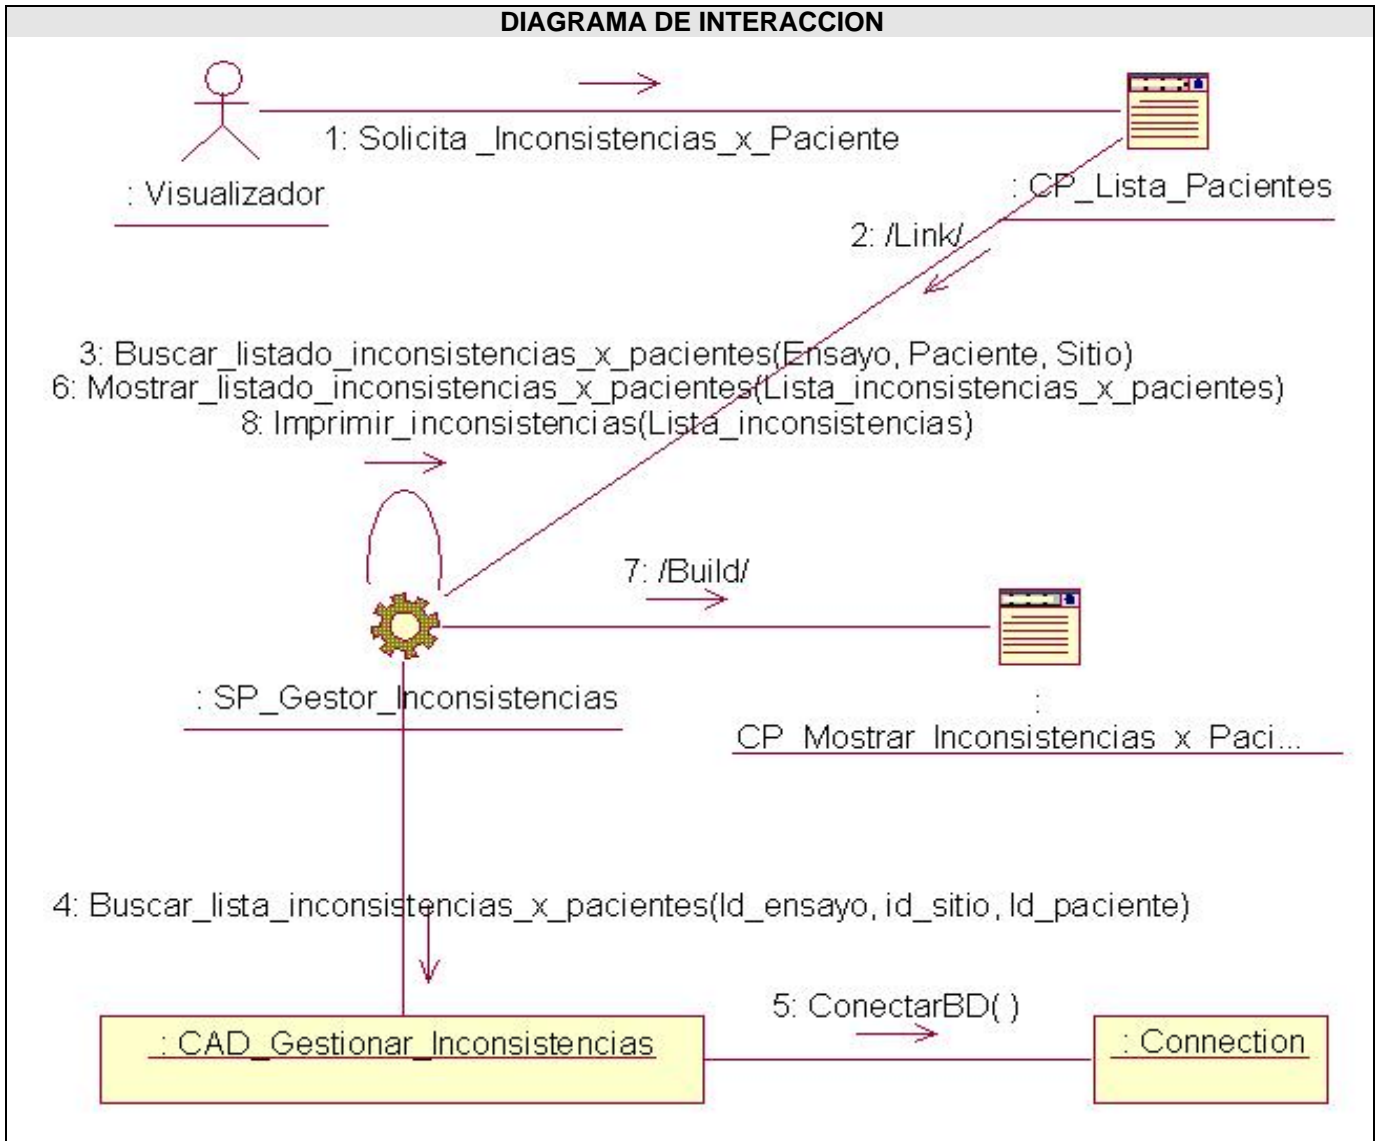 DIAGRAMA DE INTERACCION
1: Solicita _Inconsistencias_x_Paciente
: Visualizador
: CP_Lista_Pacientes
2: /Link/
3: Buscar_listado_inconsistencias_x_pacientes(Ensayo, Paciente, Sitio)
6: Mostrar_listado_inconsistencias_x_pacientes(Lista_inconsistencias_x_pacientes)
8: Imprimir_inconsistencias(Lista_inconsistencias)
7: /Build/
: SP_Gestor_Inconsistencias
:
CP_Mostrar_Inconsistencias_x_Paci...
4: Buscar_lista_inconsistencias_x_pacientes(Id_ensayo, id_sitio, Id_paciente)
5: ConectarBD( )
: CAD_Gestionar_Inconsistencias
: Connection